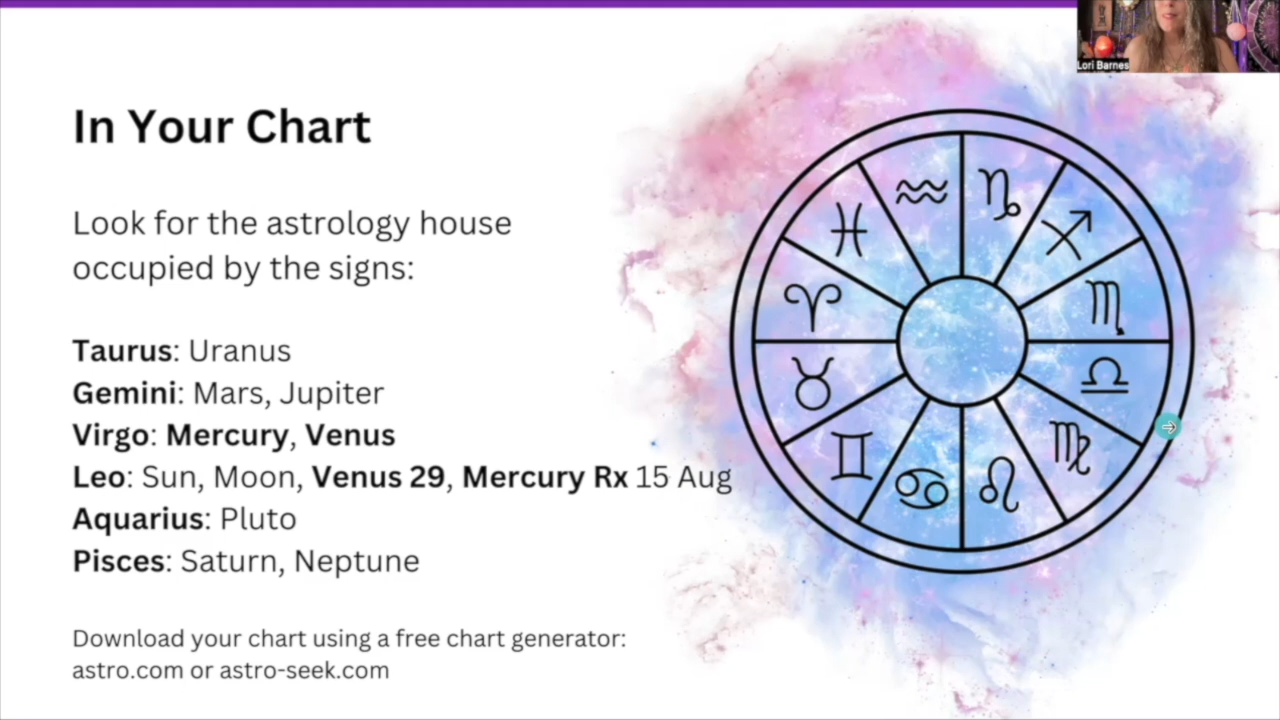 In Your Chart
Look for the astrology house
occupied by the signs:
Taurus: Uranus
Gemini: Mars, Jupiter
Virgo: Mercury, Venus
Leo: Sun, Moon, Venus 29, Mercury Rx 15 Aug
Aquarius: Pluto
Pisces: Saturn, Neptune
Download your chart using a free chart generator:
astro.com or astro-seek.com
Lori Barnes